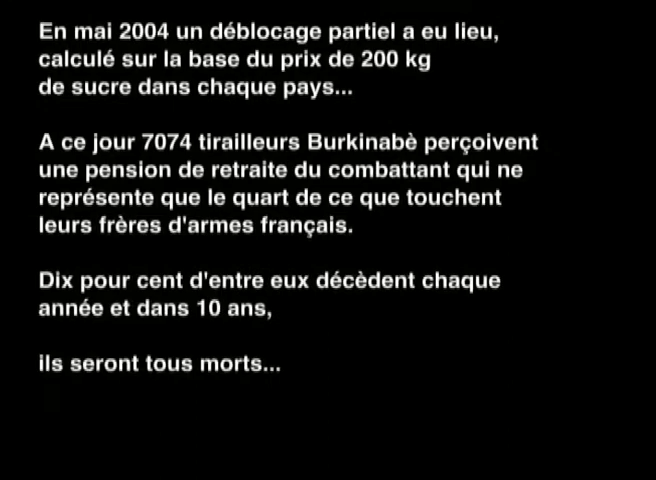 En mai 2004 un déblocage partiel a eu lieu,
calculé sur la base du prix de 200 kg
de sucre dans chaque pays...
A ce jour 7074 tirailleurs Burkinabè perçoivent
une pension de retraite du combattant qui ne
représente que le quart de ce que touchent
leurs frères d'armes français.
Dix pour cent d'entre eux décèdent chaque
année et dans 10 ans,
ils seront tous morts...